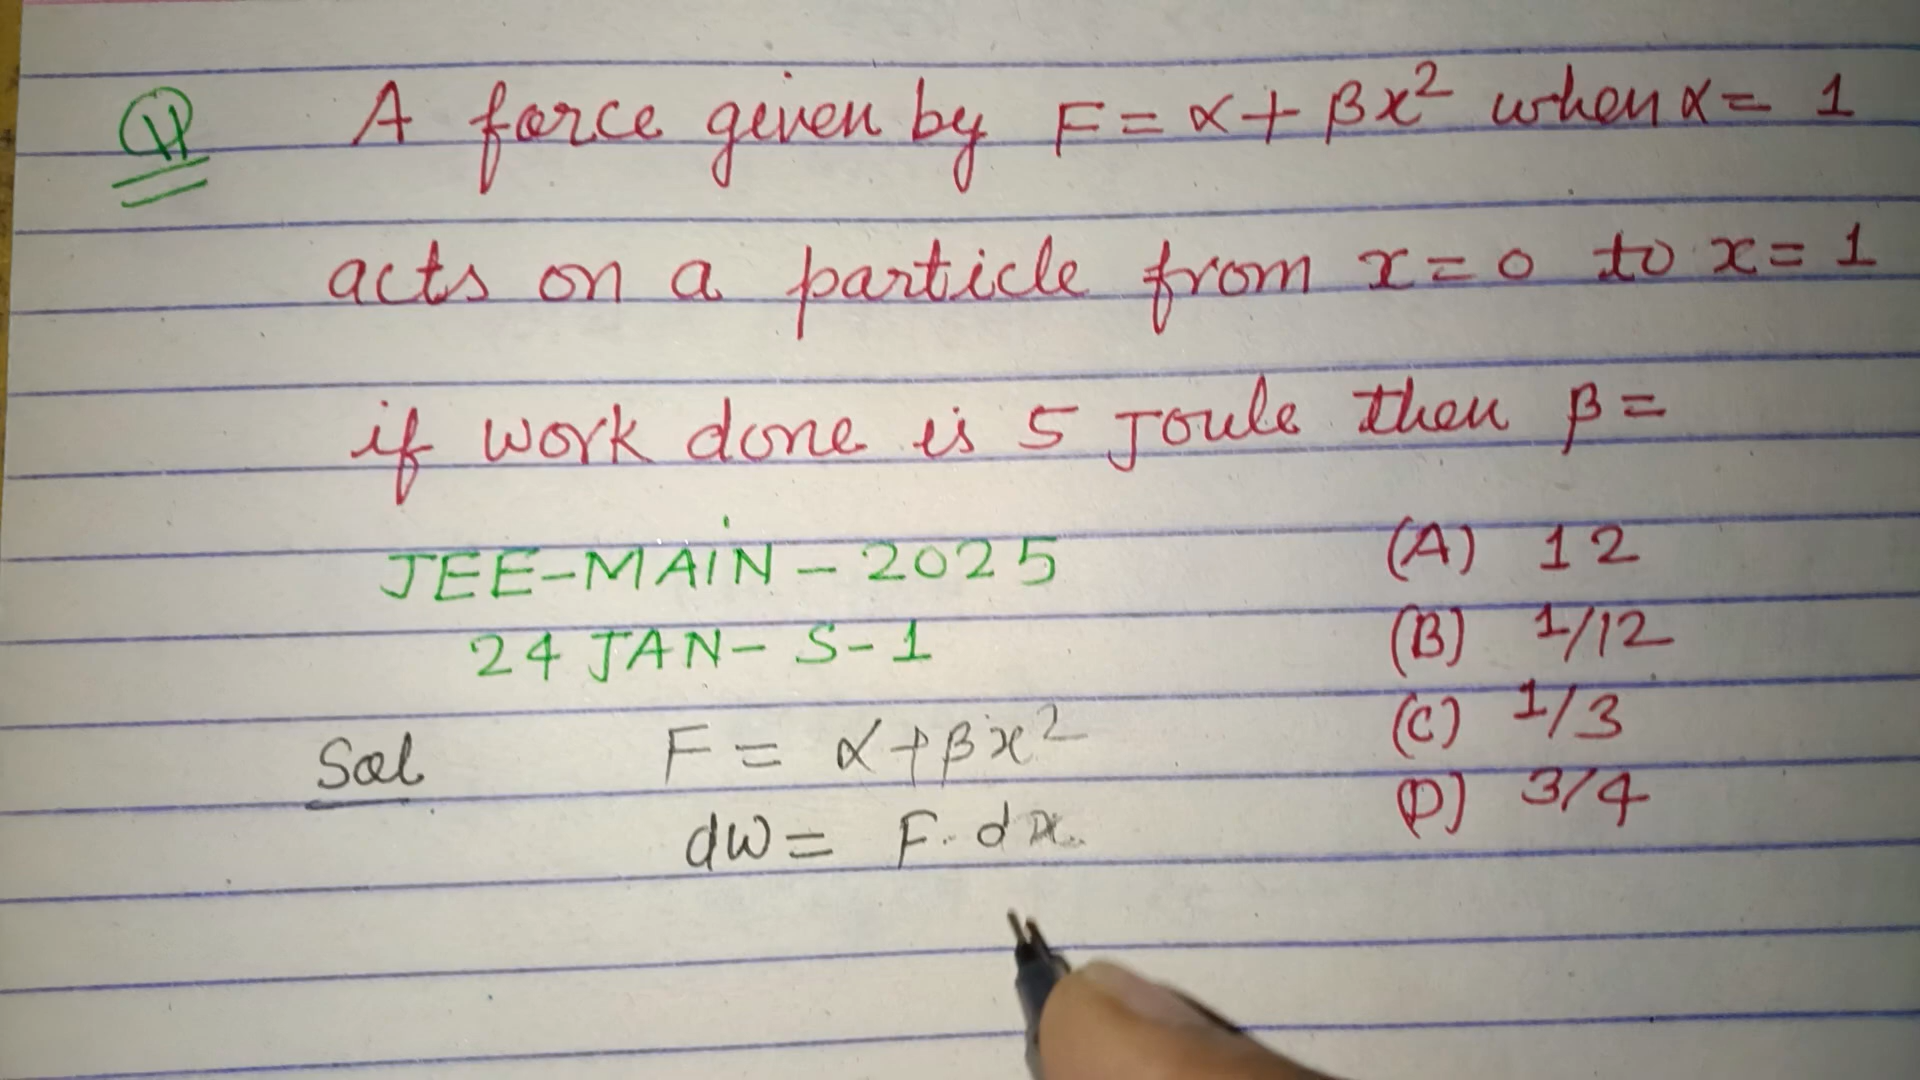 Q A force given by F = α + βx² when α = 1
acts on a particle from x = 0 to x = 1
if work done is 5 Joule then β =
JEE-MAIN - 2025
(A) 12
24 JAN - S-1
(B) 1/12
(C) 1/3
Sol F = α + βx²
(D) 3/4
dW = F. dx